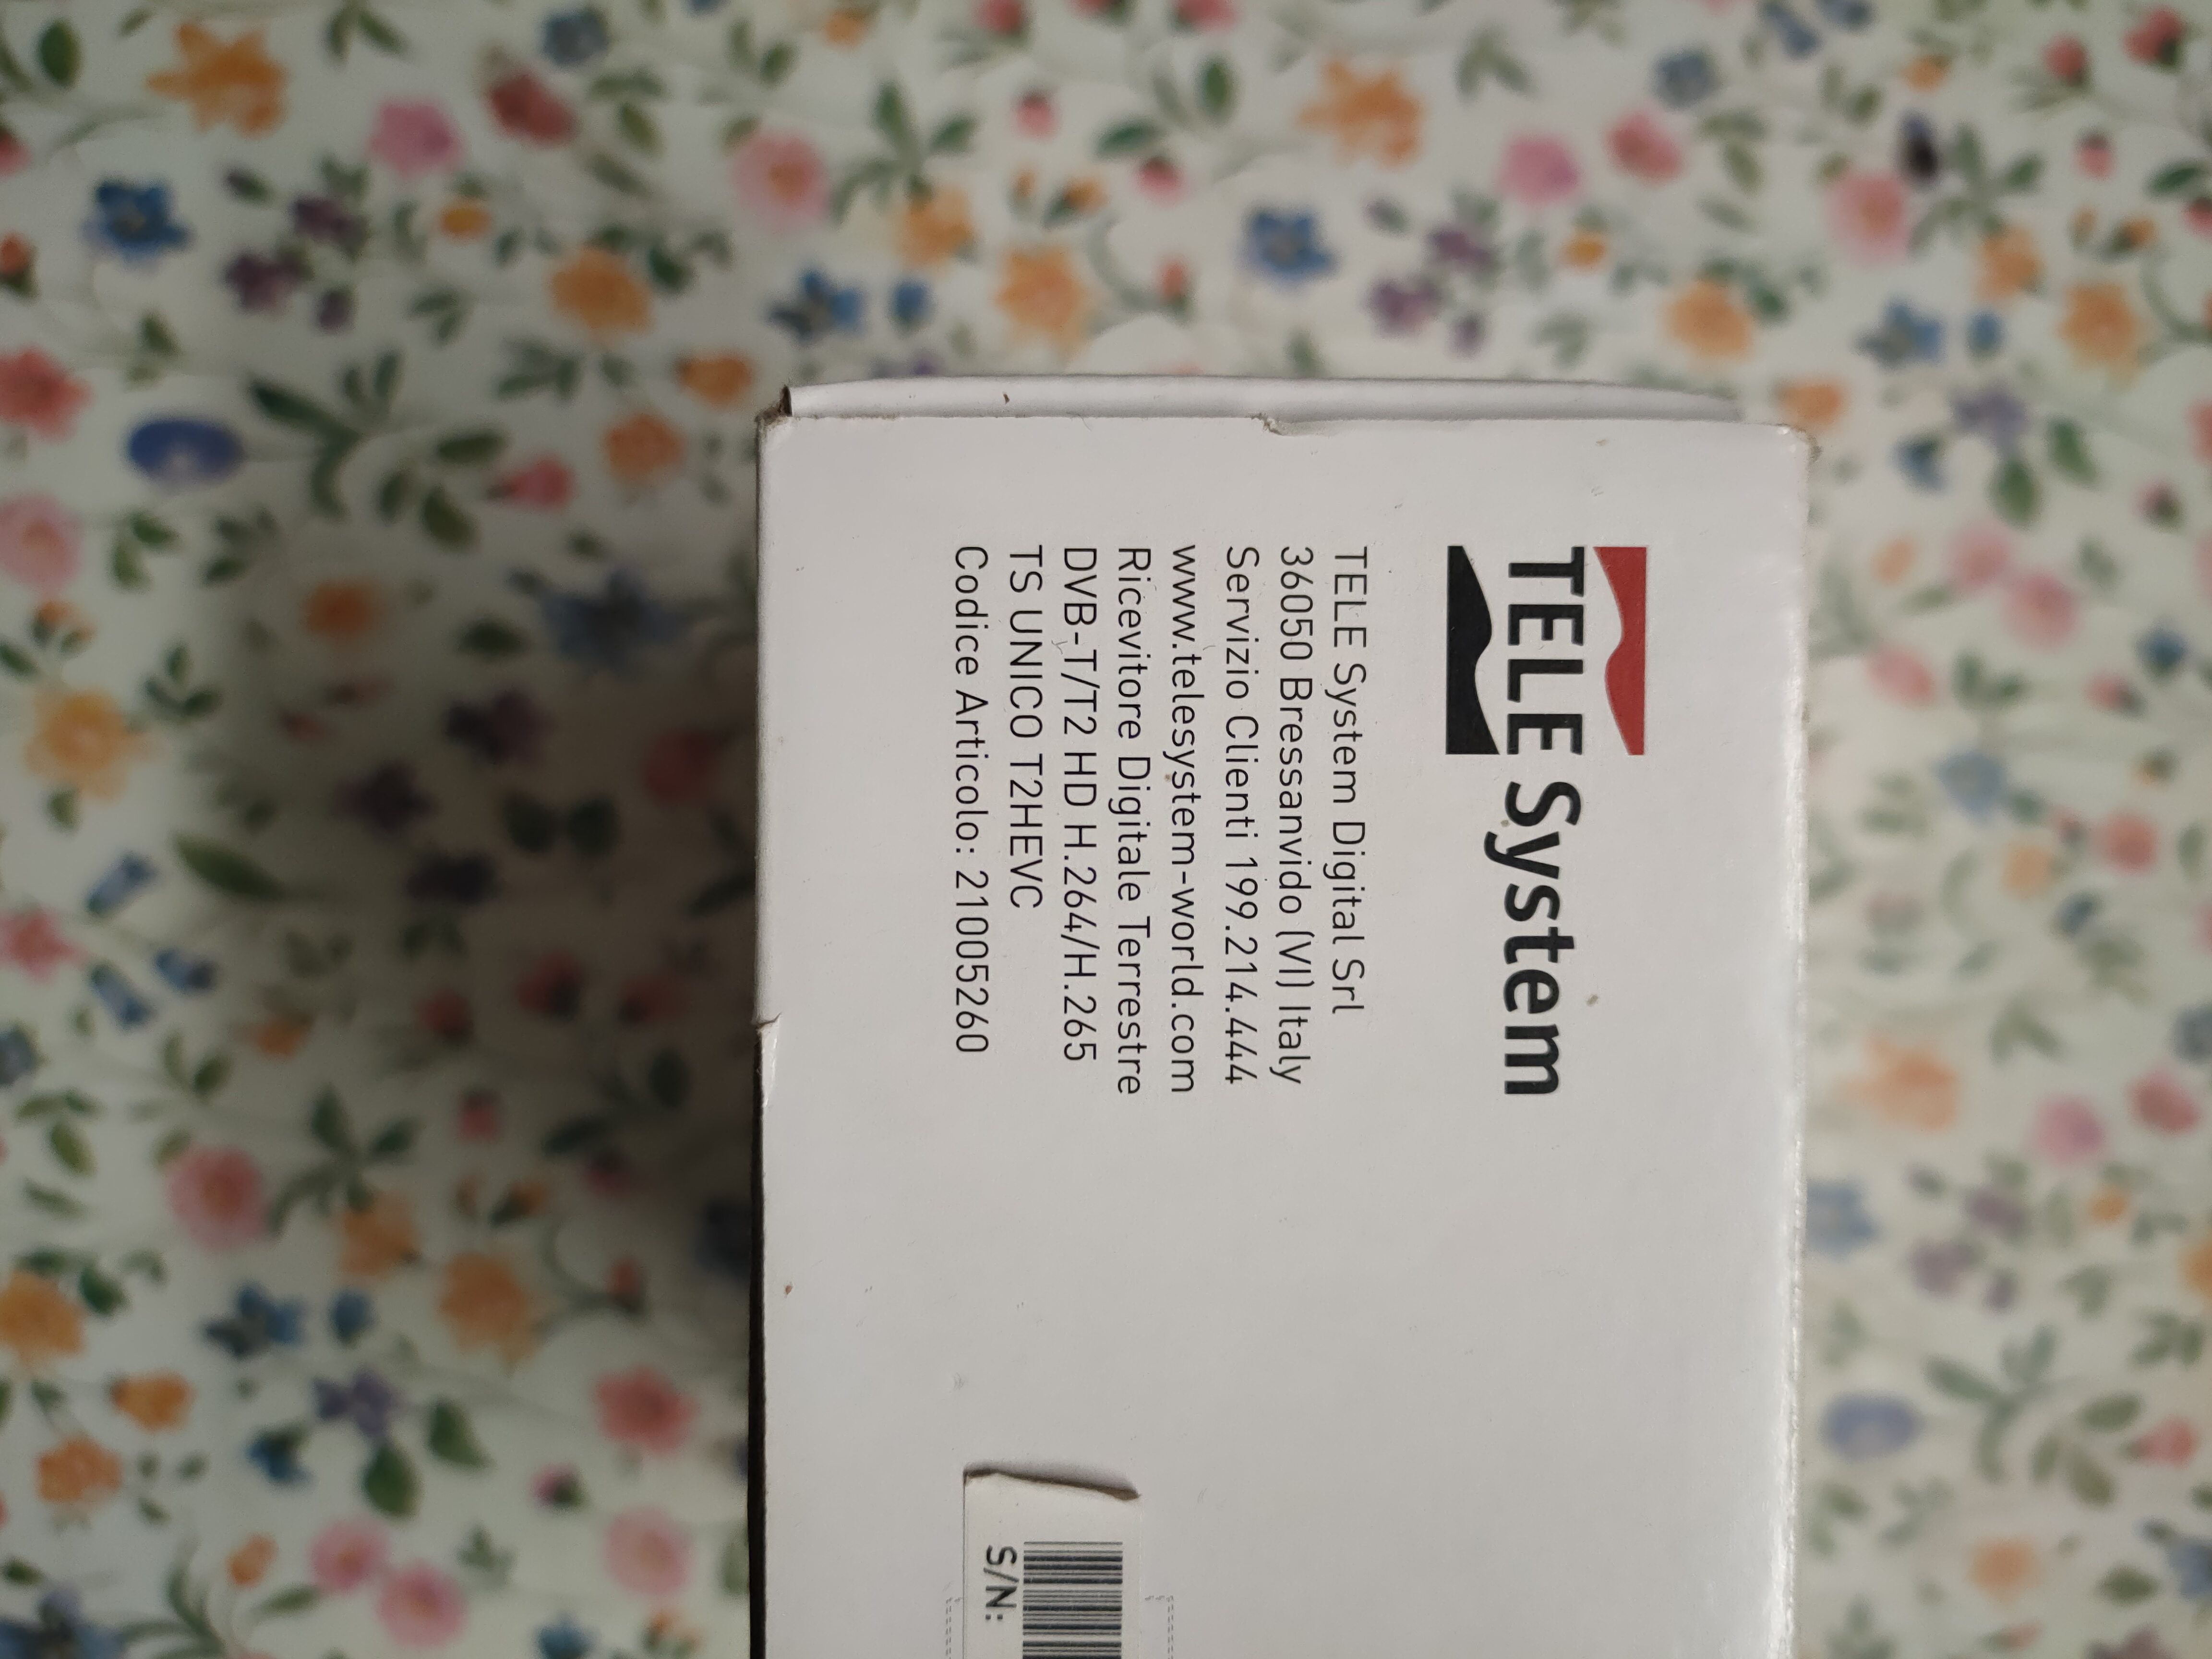 TELE System
TELE System Digital Srl
36050 Bressanvido (VI) Italy
Servizio Clienti 199.214.444
www.telesystem-world.com
Ricevitore Digitale Terrestre
DVB-T/T2 HD H.264/H.265
TS UNICO T2HEVC
Codice Articolo: 21005260
S/N: